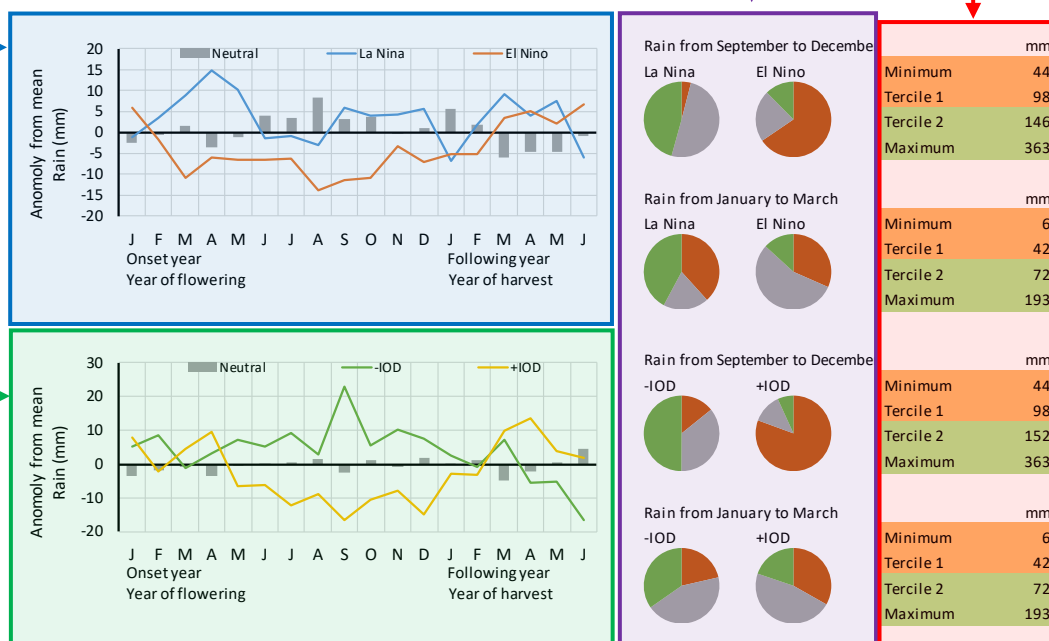 20
15
10
5
0
-5
-10
-15
-20
Anomoly from mean
Rain (mm)
Neutral La Nina El Nino
J F M A M J J A S O N D J F M A M J
Onset year Following year
Year of flowering Year of harvest
Rain from September to Decembe
La Nina El Nino
mm
Minimum 44
Tercile 1 98
Tercile 2 146
Maximum 363
Rain from January to March
La Nina El Nino
mm
Minimum 6
Tercile 1 42
Tercile 2 72
Maximum 193
30
20
10
0
-10
-20
Anomoly from mean
Rain (mm)
Neutral -IOD +IOD
J F M A M J J A S O N D J F M A M J
Onset year Following year
Year of flowering Year of harvest
Rain from September to Decembe
-IOD +IOD
mm
Minimum 44
Tercile 1 98
Tercile 2 152
Maximum 363
Rain from January to March
-IOD +IOD
mm
Minimum 6
Tercile 1 42
Tercile 2 72
Maximum 193